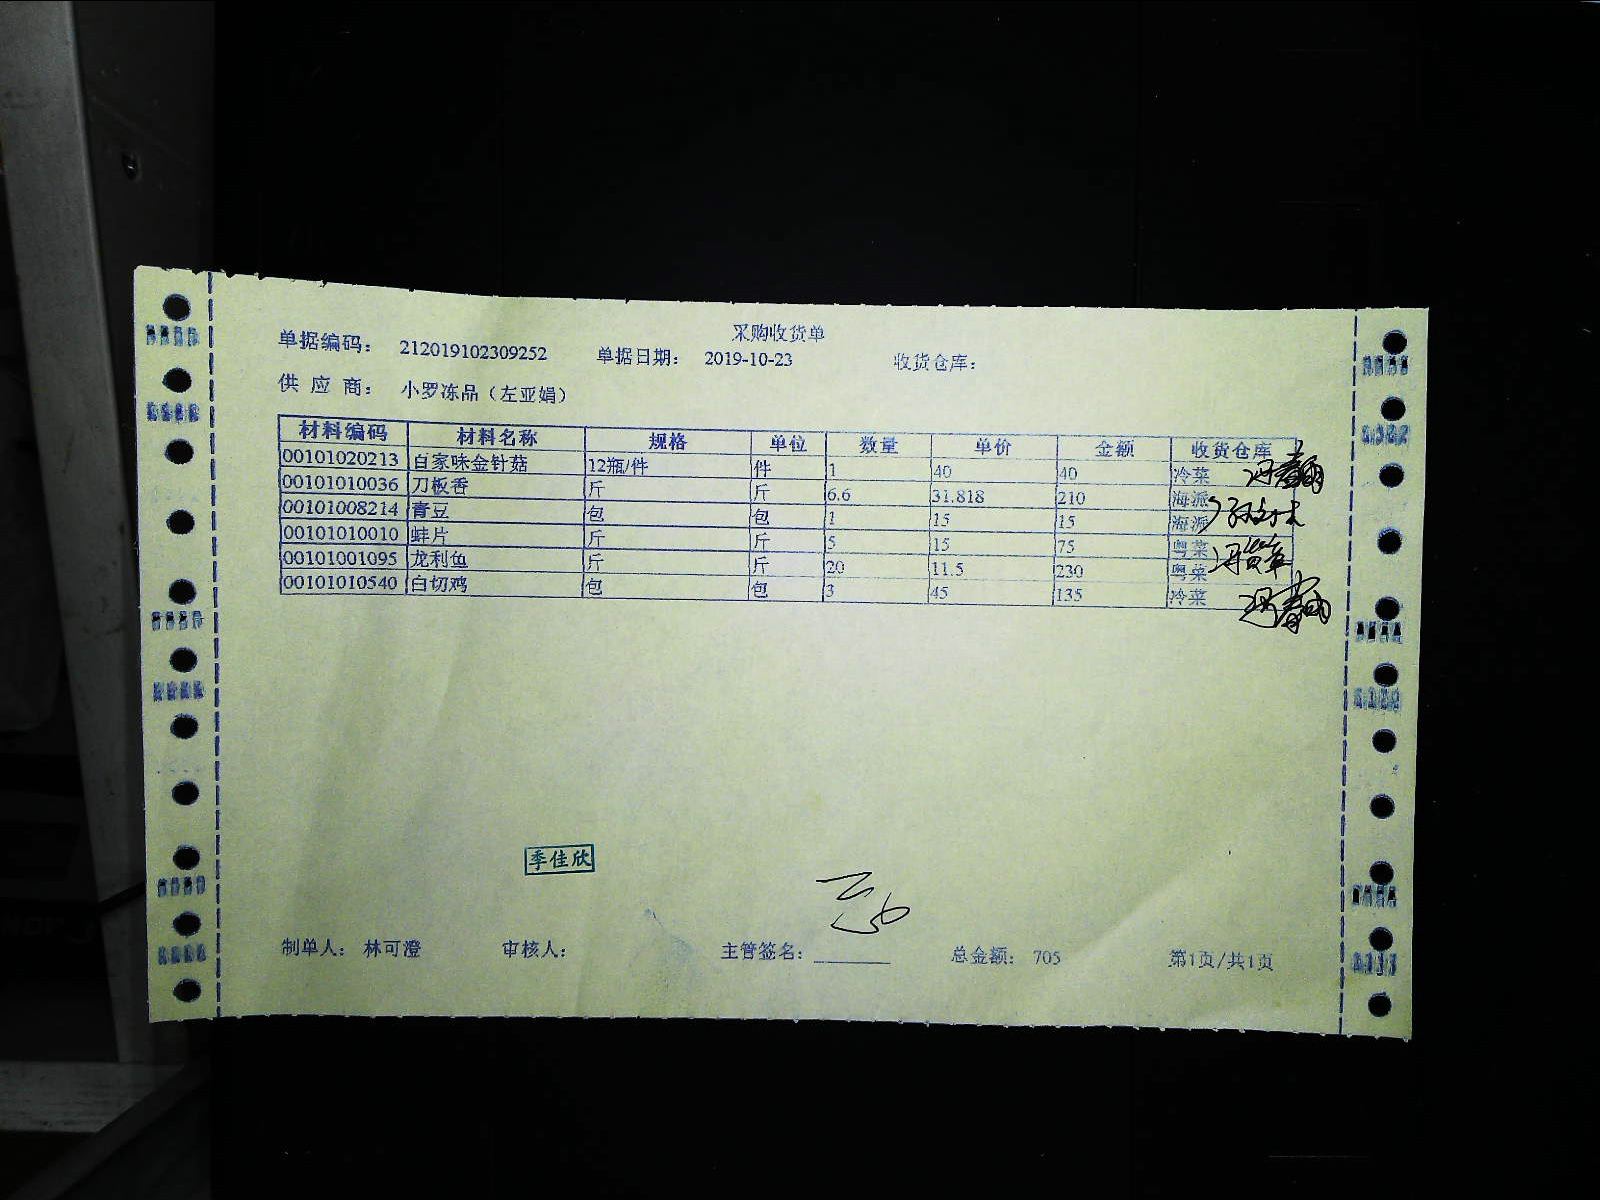 采购收货单
单据编码： 212019102309252 单据日期： 2019-10-23 收货仓库：
供 应 商： 小罗冻品（左亚娟）
材料编码 材料名称 规格 单位 数量 单价 金额 收货仓库
00101020213 百家味金针菇 12瓶/件 件 1 40 40 冷菜
00101010036 刀板香 斤 斤 6.6 31.818 210 海派
00101008214 青豆 包 包 1 15 15 海派
00101010010 蚌片 斤 斤 5 15 75 粤菜
00101001095 龙利鱼 斤 斤 20 11.5 230 粤菜
00101010540 白切鸡 包 包 3 45 135 冷菜
季佳欣
制单人： 林可澄 审核人： 主管签名：________ 总金额： 705 第1页/共1页